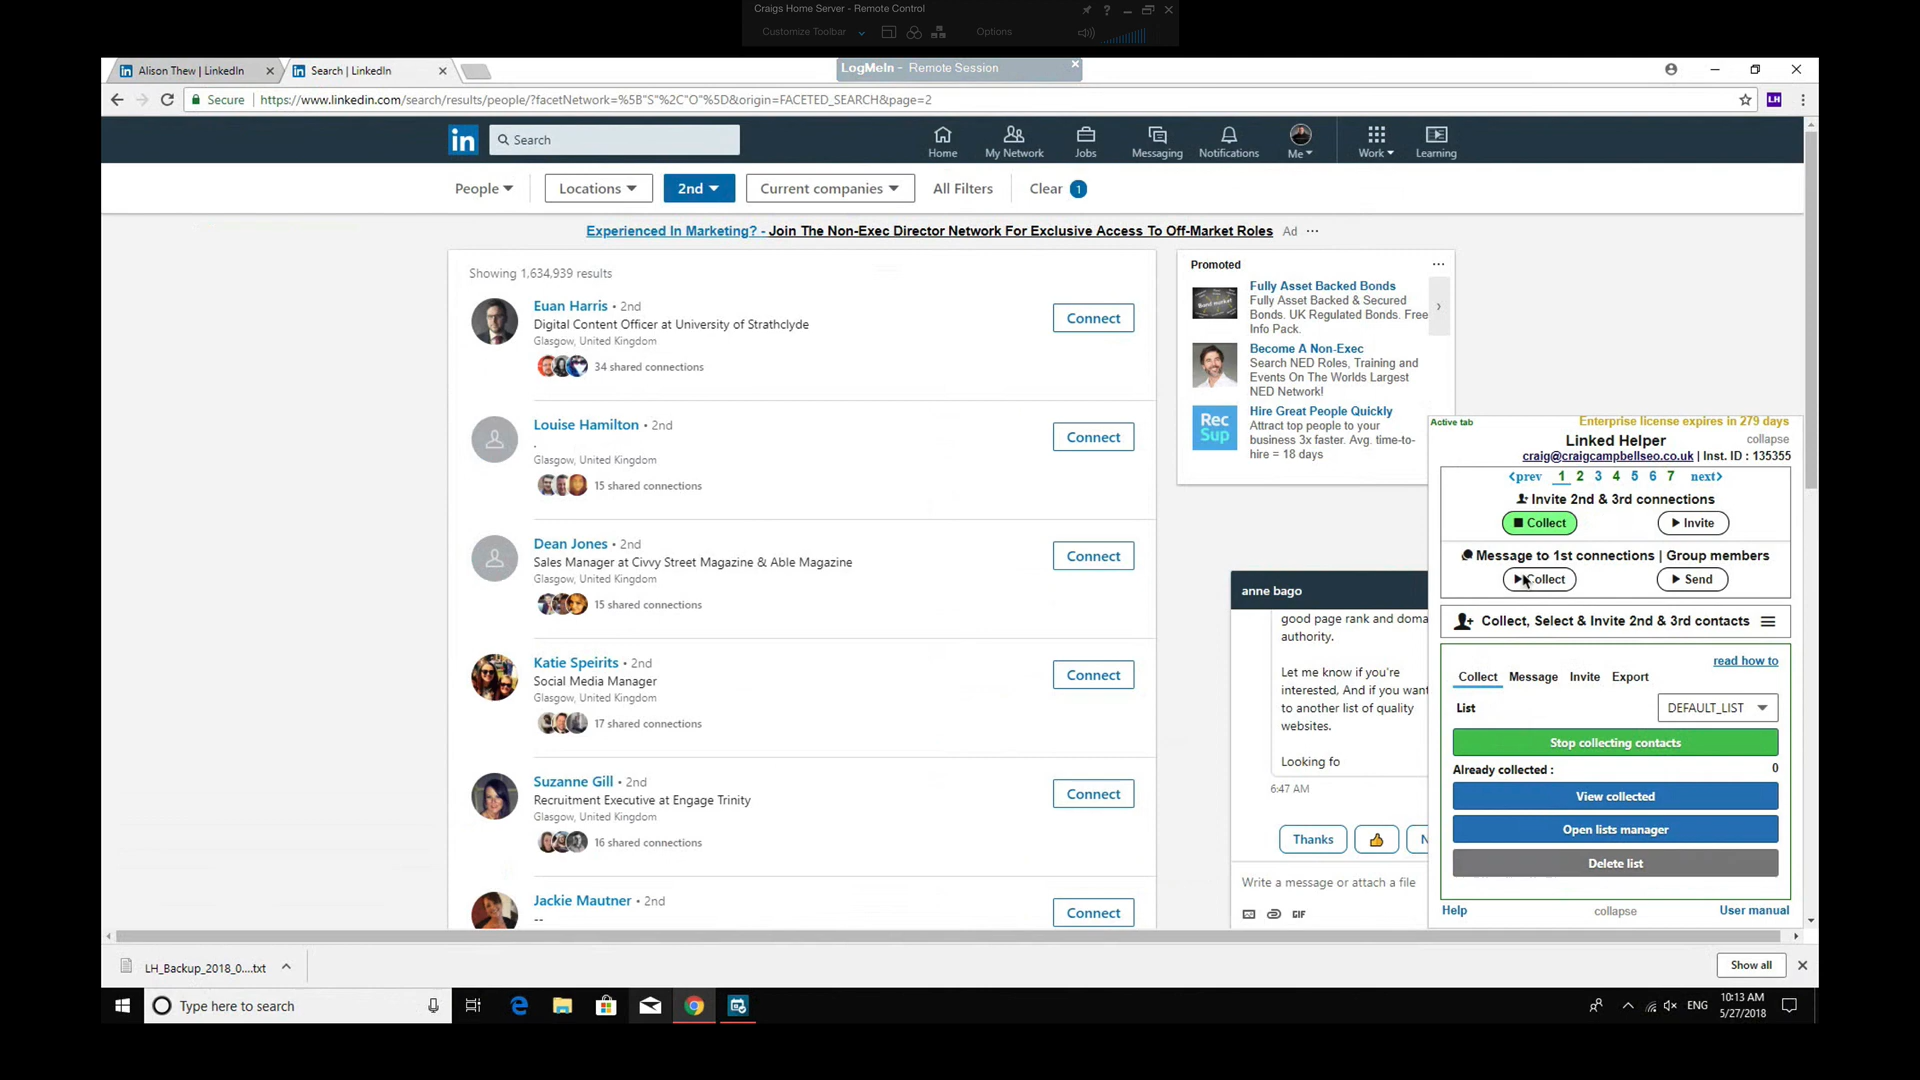 Craigs Home Server - Remote Control
Customize Toolbar
Options
Alison Thew | LinkedIn
Search | LinkedIn
LogMeIn - Remote Session
Secure
https://www.linkedin.com/search/results/people/?facetNetwork=%5B"S"%2C"O"%5D&origin=FACETED_SEARCH&page=2
LH
in
Search
Home
My Network
Jobs
Messaging
Notifications
Me
Work
Learning
People
Locations
2nd
Current companies
All Filters
Clear 1
Experienced In Marketing? - Join The Non-Exec Director Network For Exclusive Access To Off-Market Roles Ad ...
Showing 1,634,939 results
Euan Harris • 2nd
Digital Content Officer at University of Strathclyde
Glasgow, United Kingdom
34 shared connections
Connect
Louise Hamilton • 2nd
.
Glasgow, United Kingdom
15 shared connections
Connect
Dean Jones • 2nd
Sales Manager at Civvy Street Magazine & Able Magazine
Glasgow, United Kingdom
15 shared connections
Connect
Katie Speirits • 2nd
Social Media Manager
Glasgow, United Kingdom
17 shared connections
Connect
Suzanne Gill • 2nd
Recruitment Executive at Engage Trinity
Glasgow, United Kingdom
16 shared connections
Connect
Jackie Mautner • 2nd
--
Connect
Promoted
Fully Asset Backed Bonds
Fully Asset Backed & Secured
Bonds. UK Regulated Bonds. Free
Info Pack.
Become A Non-Exec
Search NED Roles, Training and
Events On The Worlds Largest
NED Network!
Rec
Sup
Hire Great People Quickly
Attract top people to your
business 3x faster. Avg. time-to-
hire = 18 days
anne bago
good page rank and doma
authority.
Let me know if you're
interested, And if you want
to another list of quality
websites.
Looking fo
6:47 AM
Thanks
N
Write a message or attach a file
GIF
Active tab
Enterprise license expires in 279 days
Linked Helper
collapse
craig@craigcampbellseo.co.uk | Inst. ID : 135355
<prev 1 2 3 4 5 6 7 next>
Invite 2nd & 3rd connections
Collect
Invite
Message to 1st connections | Group members
Collect
Send
Collect, Select & Invite 2nd & 3rd contacts
read how to
Collect Message Invite Export
List
DEFAULT_LIST
Stop collecting contacts
Already collected : 0
View collected
Open lists manager
Delete list
Help
collapse
User manual
LH_Backup_2018_0....txt
Show all
Type here to search
ENG
10:13 AM
5/27/2018